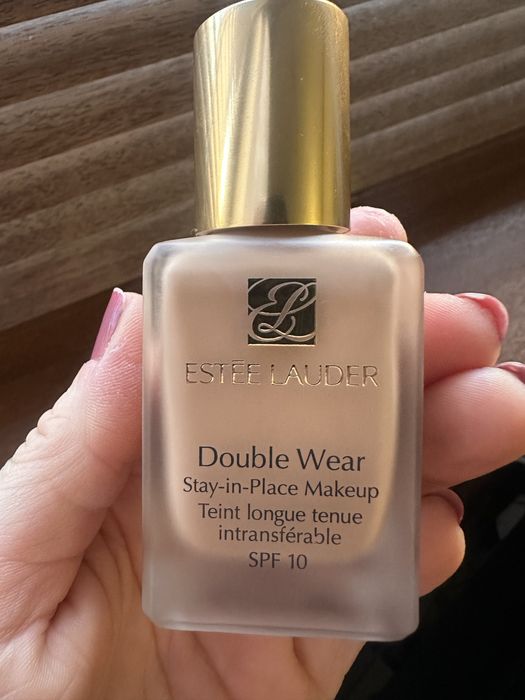 EL
ESTĒE LAUDER
Double Wear
Stay-in-Place Makeup
Teint longue tenue
intransférable
SPF 10